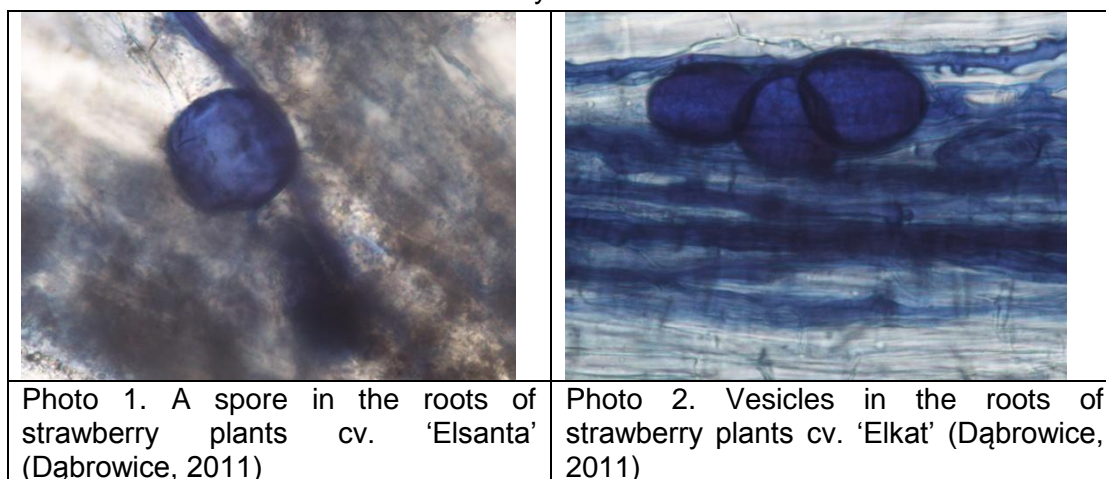 Photo 1. A spore in the roots of
strawberry plants cv. ‘Elsanta’
(Dąbrowice, 2011)
Photo 2. Vesicles in the roots of
strawberry plants cv. ‘Elkat’ (Dąbrowice,
2011)